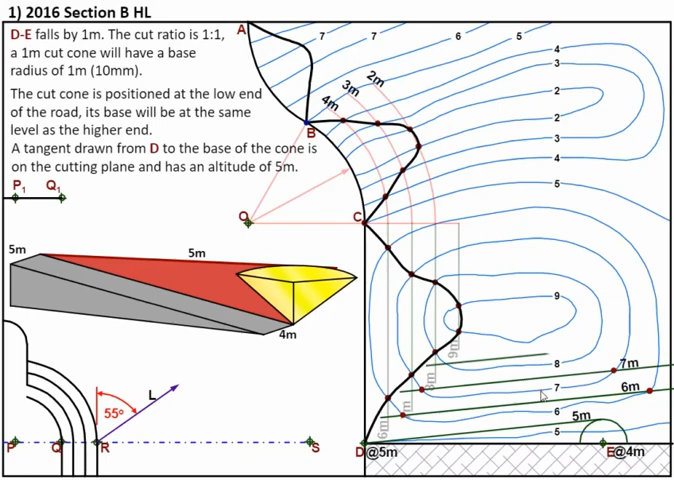 1) 2016 Section B HL
D-E falls by 1m. The cut ratio is 1:1,
a 1m cut cone will have a base
radius of 1m (10mm).
The cut cone is positioned at the low end
of the road, its base will be at the same
level as the higher end.
A tangent drawn from D to the base of the cone is
on the cutting plane and has an altitude of 5m.
A
7
7
6
5
4
3
2
2
3
4
5
2m
3m
4m
B
P1
Q1
O
C
5m
5m
4m
9
9m
8
8m
7m
7
6m
6
5m
5
6m
L
55°
P
Q
R
S
D@5m
E@4m